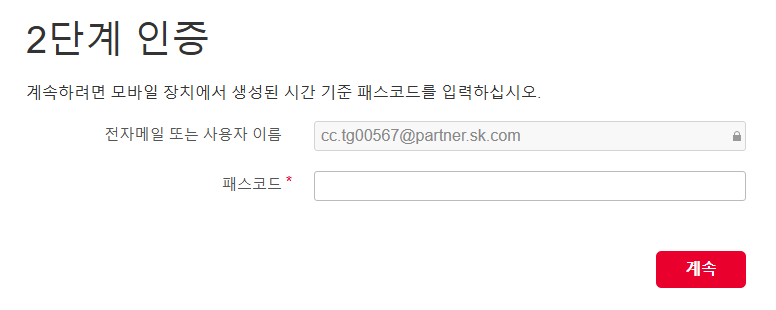 2단계 인증
계속하려면 모바일 장치에서 생성된 시간 기준 패스코드를 입력하십시오.
전자메일 또는 사용자 이름 cc.tg00567@partner.sk.com
패스코드 *
계속